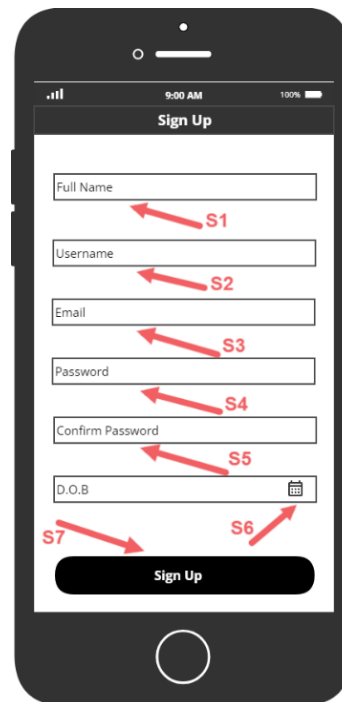 9:00 AM 100%
Sign Up
Full Name
S1
Username
S2
Email
S3
Password
S4
Confirm Password
S5
D.O.B
S7 S6
Sign Up